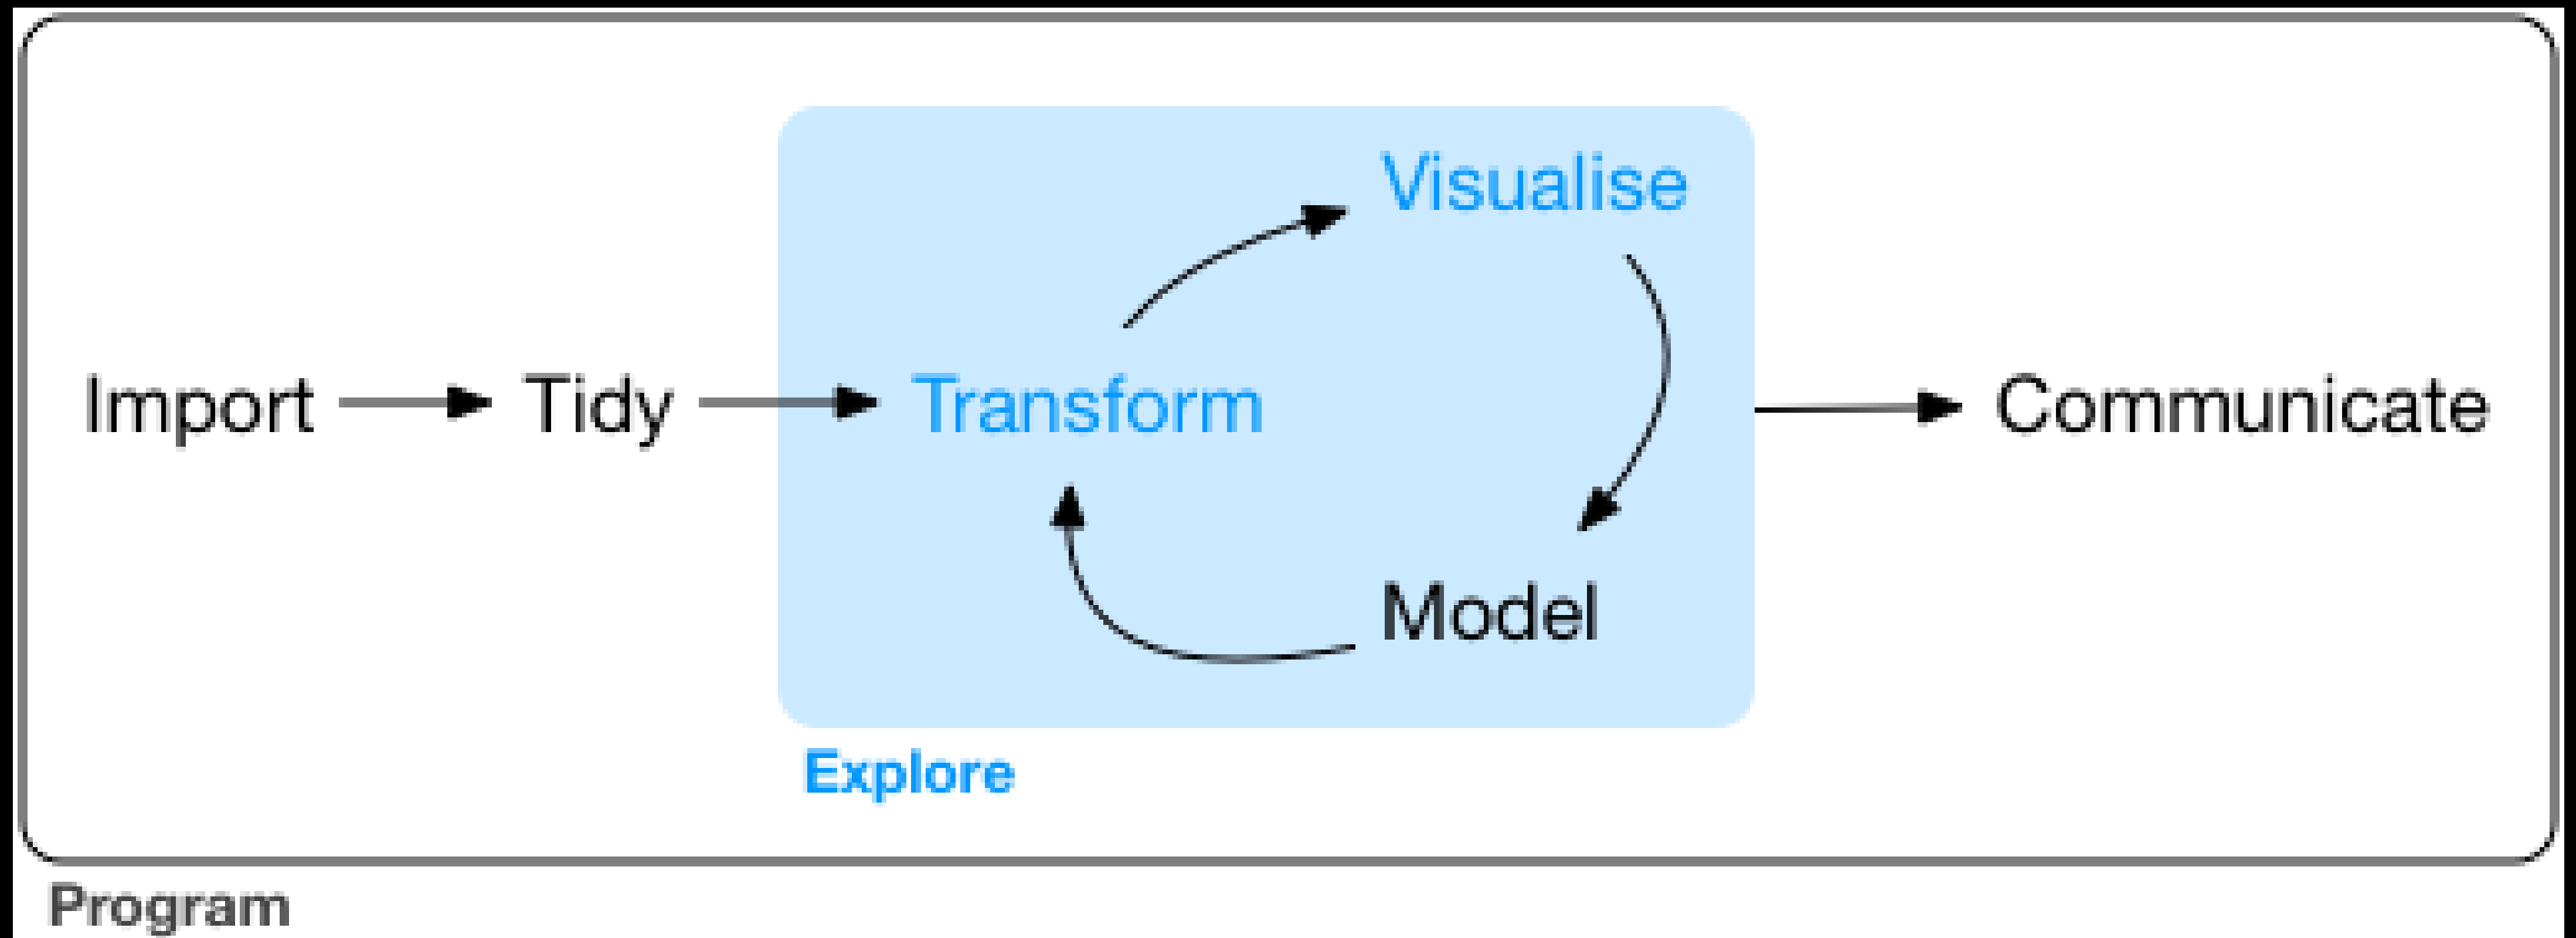 Visualise
Import
Tidy
Transform
Communicate
Model
Explore
Program